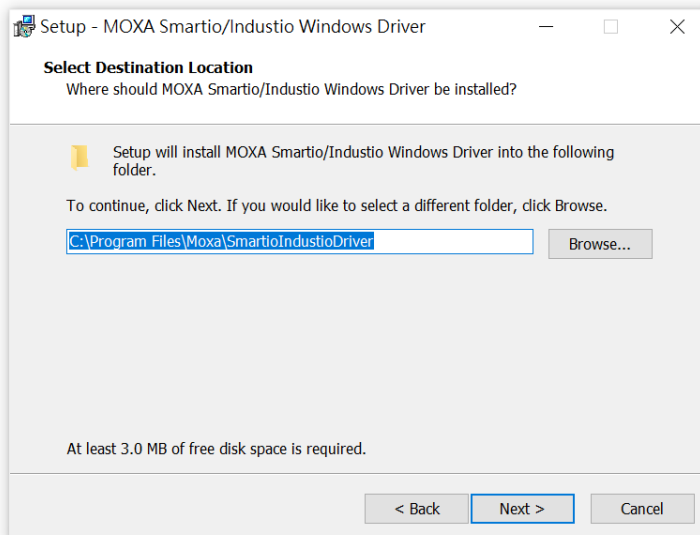 Setup - MOXA Smartio/Industio Windows Driver
Select Destination Location
Where should MOXA Smartio/Industio Windows Driver be installed?
Setup will install MOXA Smartio/Industio Windows Driver into the following
folder.
To continue, click Next. If you would like to select a different folder, click Browse.
C:\Program Files\Moxa\SmartioIndustioDriver
Browse...
At least 3.0 MB of free disk space is required.
< Back
Next >
Cancel